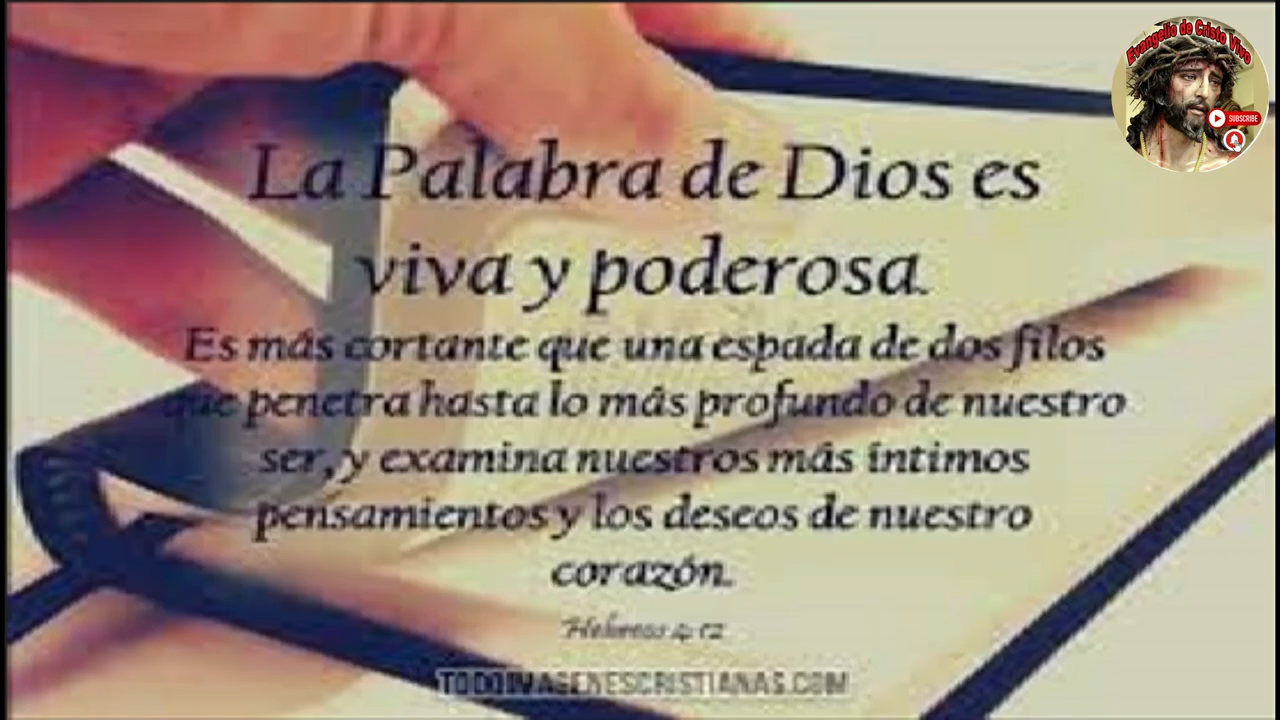 Evangelio de Cristo Vivo
SUBSCRIBE
La Palabra de Dios es
viva y poderosa.
Es más cortante que una espada de dos filos
que penetra hasta lo más profundo de nuestro
ser, y examina nuestros más íntimos
pensamientos y los deseos de nuestro
corazón.
Hebreos 4:12
TODOIMAGENESCRISTIANAS.COM